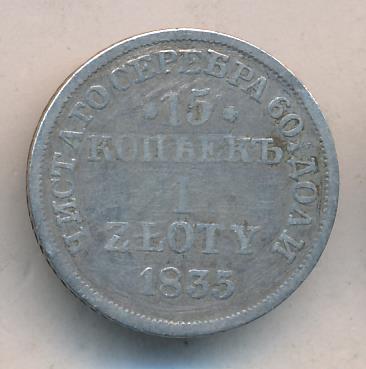 ЧИСТАГО СЕРЕБРА 60 ДОЛИ
· 15 ·
КОПѢЕКЪ
1
ZŁOTY
1835